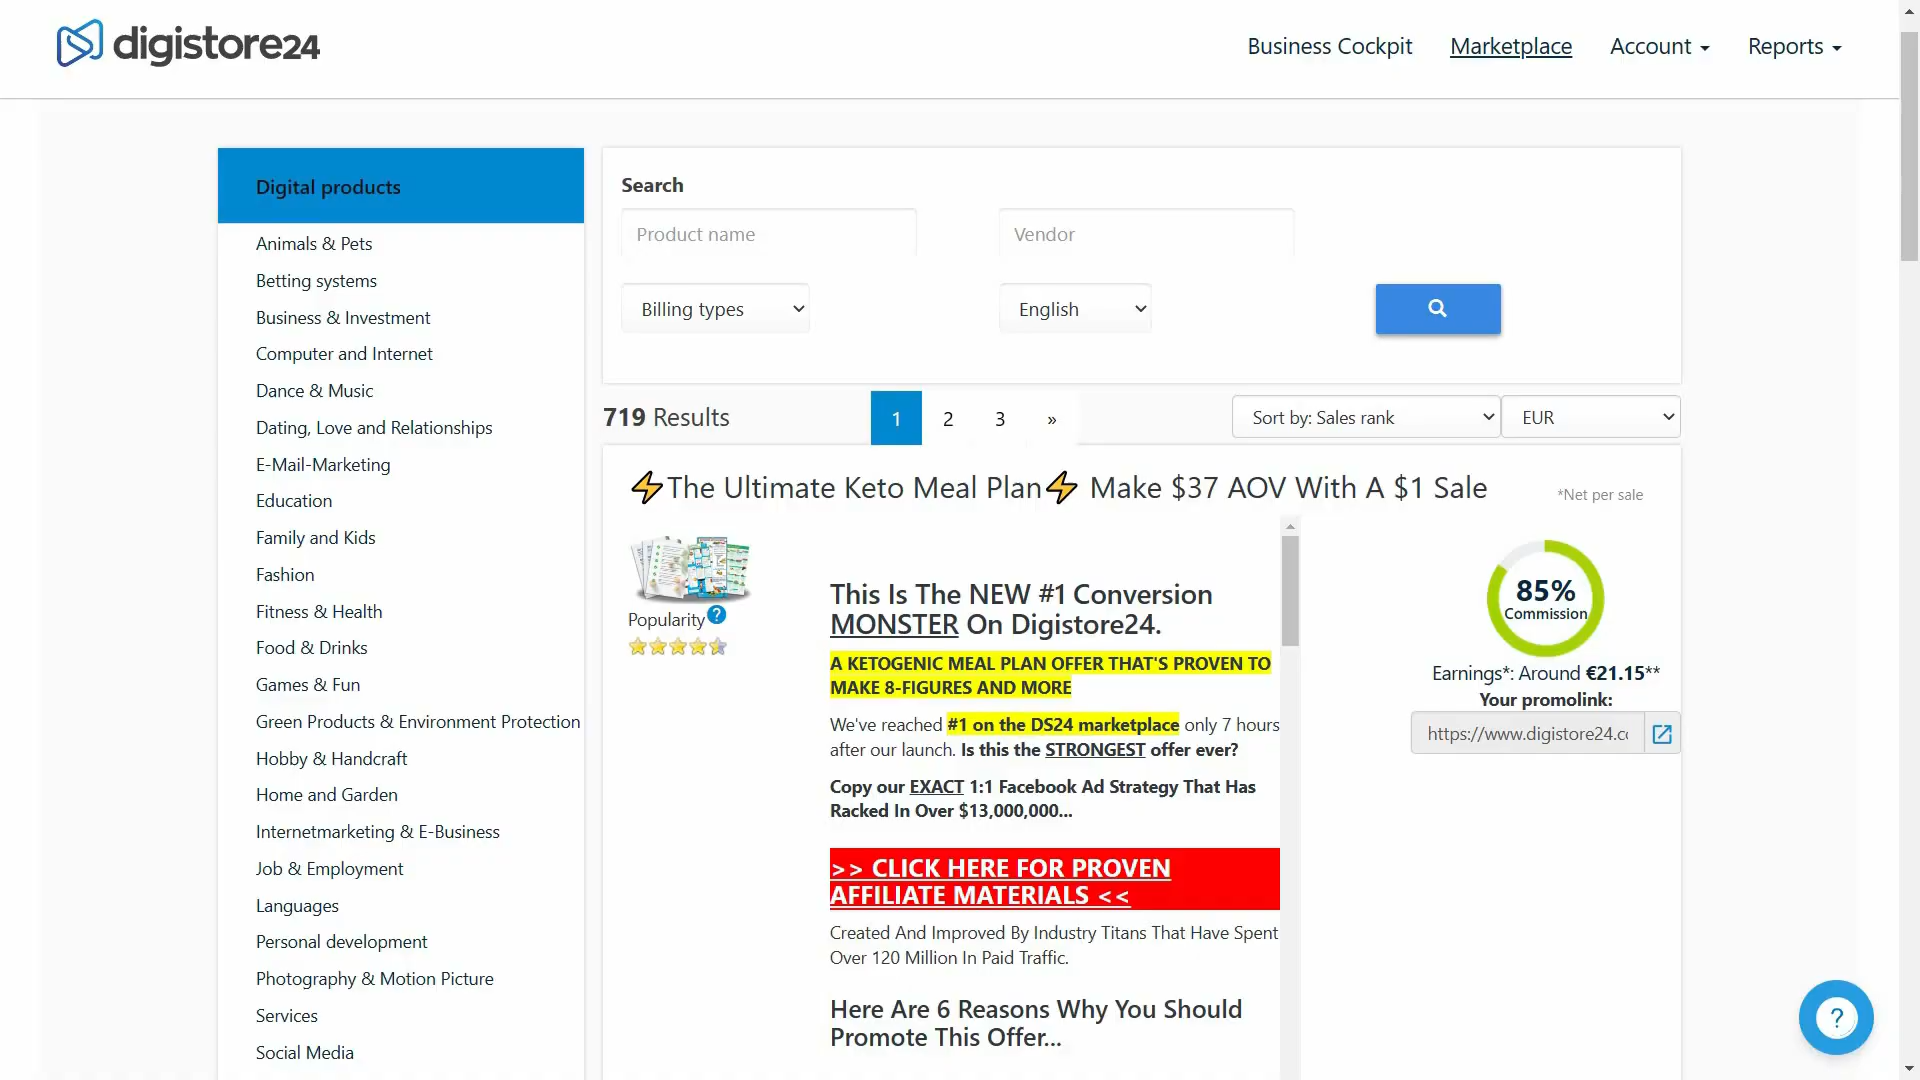 digistore24
Business Cockpit
Marketplace
Account
Reports
Digital products
Animals & Pets
Betting systems
Business & Investment
Computer and Internet
Dance & Music
Dating, Love and Relationships
E-Mail-Marketing
Education
Family and Kids
Fashion
Fitness & Health
Food & Drinks
Games & Fun
Green Products & Environment Protection
Hobby & Handcraft
Home and Garden
Internetmarketing & E-Business
Job & Employment
Languages
Personal development
Photography & Motion Picture
Services
Social Media
Search
Product name
Vendor
Billing types
English
719 Results
1 2 3 »
Sort by: Sales rank
EUR
⚡The Ultimate Keto Meal Plan⚡ Make $37 AOV With A $1 Sale
*Net per sale
Popularity ?
This Is The NEW #1 Conversion
MONSTER On Digistore24.
A KETOGENIC MEAL PLAN OFFER THAT'S PROVEN TO
MAKE 8-FIGURES AND MORE
We've reached #1 on the DS24 marketplace only 7 hours
after our launch. Is this the STRONGEST offer ever?
Copy our EXACT 1:1 Facebook Ad Strategy That Has
Racked In Over $13,000,000...
>> CLICK HERE FOR PROVEN
AFFILIATE MATERIALS <<
Created And Improved By Industry Titans That Have Spent
Over 120 Million In Paid Traffic.
Here Are 6 Reasons Why You Should
Promote This Offer...
85%
Commission
Earnings*: Around €21.15**
Your promolink:
https://www.digistore24.c
?